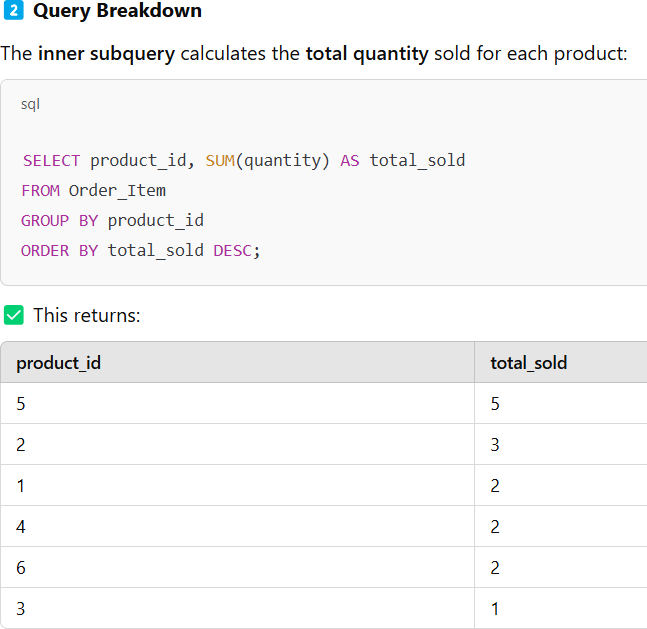 2 Query Breakdown
The inner subquery calculates the total quantity sold for each product:
sql
SELECT product_id, SUM(quantity) AS total_sold
FROM Order_Item
GROUP BY product_id
ORDER BY total_sold DESC;
✅ This returns:
product_id total_sold
5 5
2 3
1 2
4 2
6 2
3 1